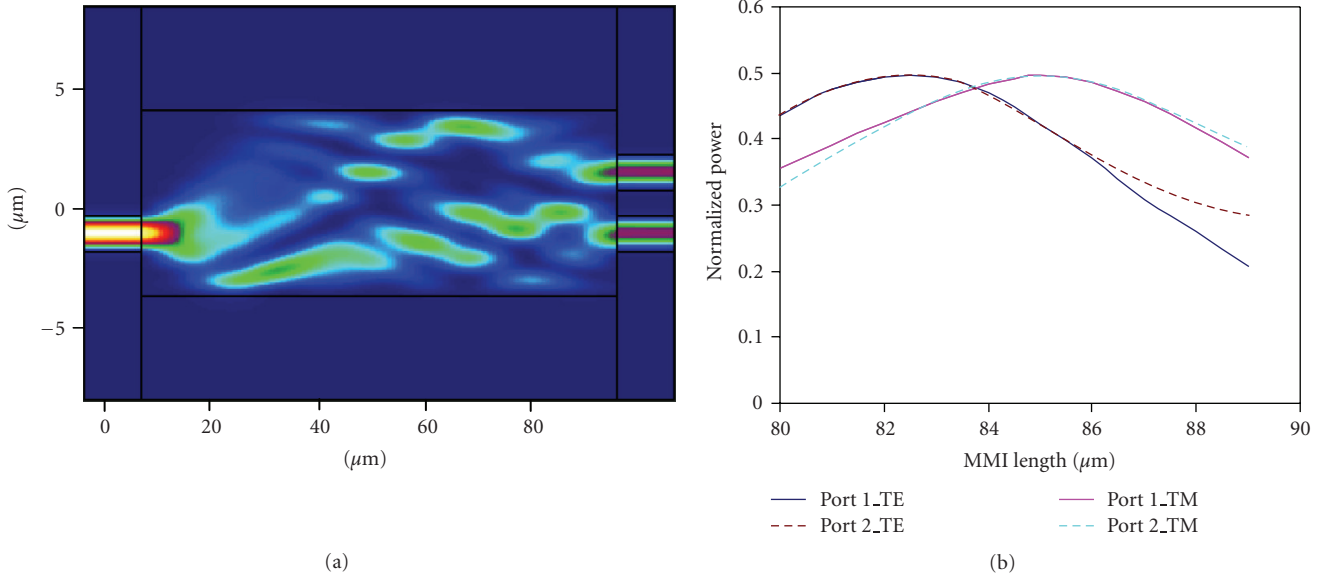 5
0
−5
(μm)
0 20 40 60 80
(μm)
(a)
0.6
0.5
0.4
0.3
0.2
0.1
0
Normalized power
80 82 84 86 88 90
MMI length (μm)
Port 1_TE Port 1_TM
Port 2_TE Port 2_TM
(b)